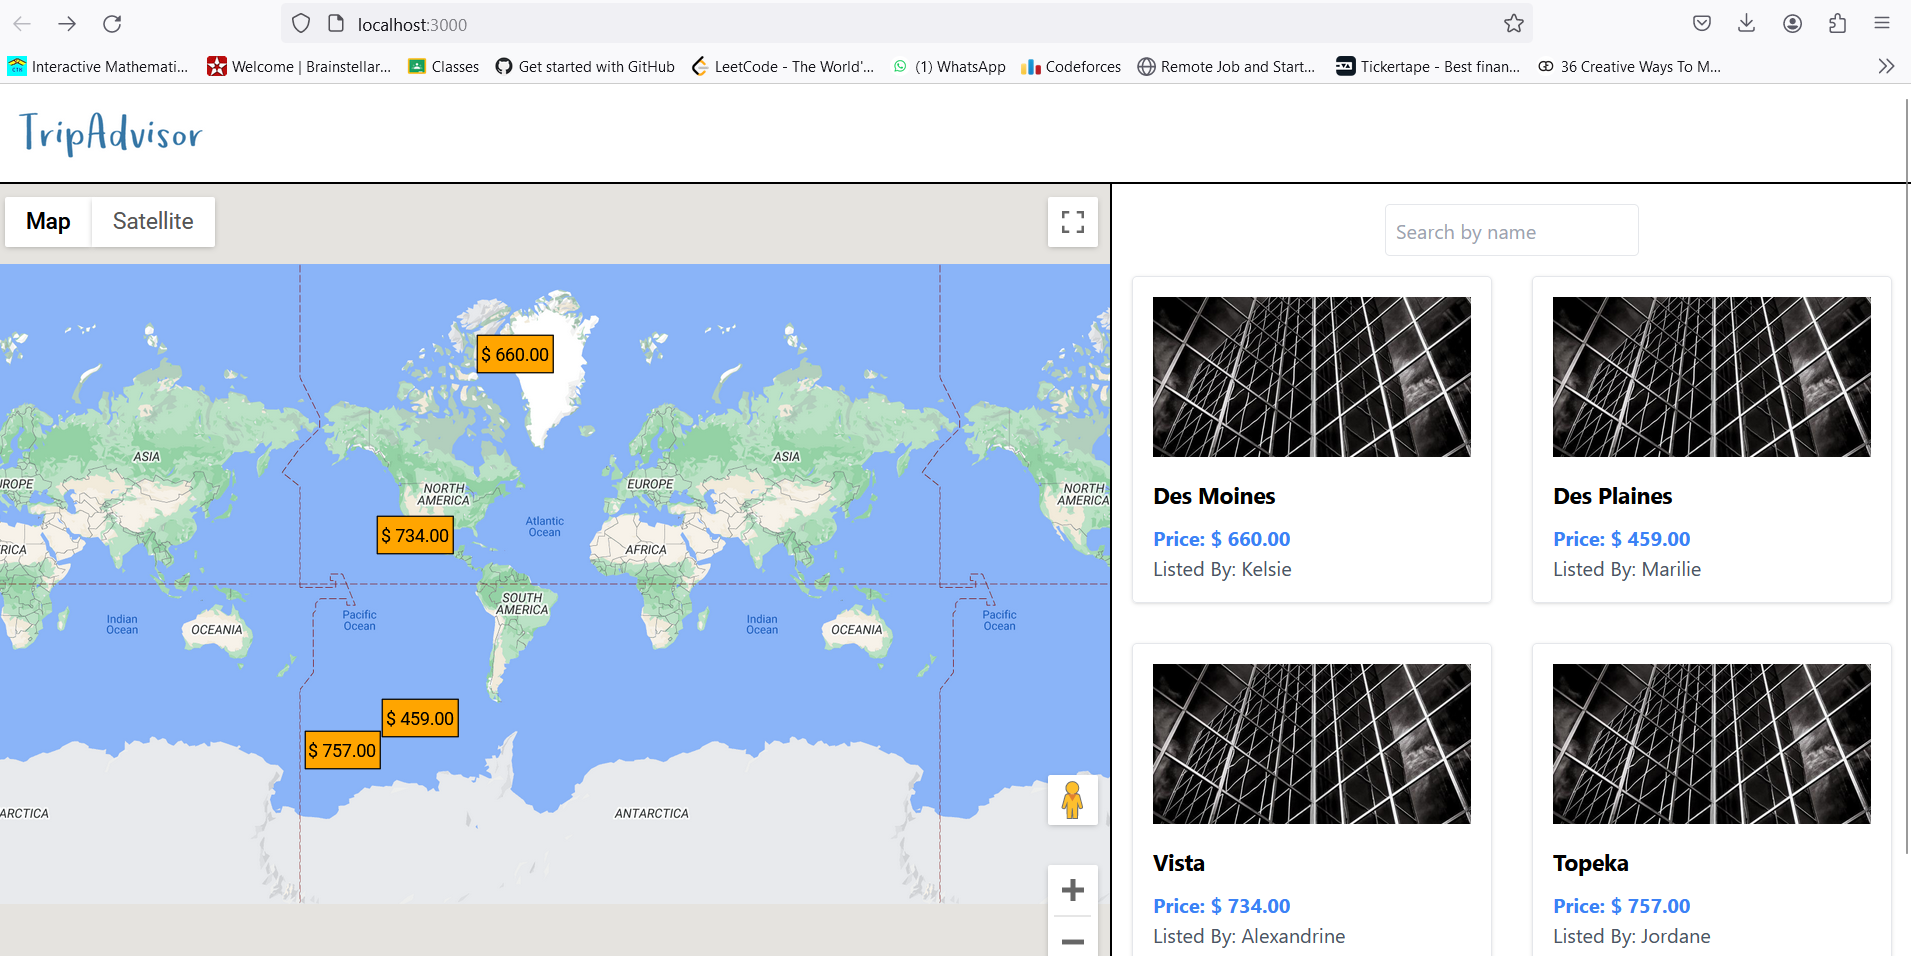 localhost:3000
Interactive Mathemati...
Welcome | Brainstellar...
Classes
Get started with GitHub
LeetCode - The World'...
(1) WhatsApp
Codeforces
Remote Job and Start...
Tickertape - Best finan...
36 Creative Ways To M...
TripAdvisor
Map
Satellite
Search by name
$ 660.00
ASIA
ASIA
UROPE
NORTH
AMERICA
EUROPE
NORTH
AMERICA
Atlantic
Ocean
$ 734.00
RICA
AFRICA
SOUTH
AMERICA
Indian
Ocean
OCEANIA
Pacific
Ocean
Indian
Ocean
OCEANIA
Pacific
Ocean
$ 459.00
$ 757.00
ARCTICA
ANTARCTICA
Des Moines
Price: $ 660.00
Listed By: Kelsie
Des Plaines
Price: $ 459.00
Listed By: Marilie
Vista
Price: $ 734.00
Listed By: Alexandrine
Topeka
Price: $ 757.00
Listed By: Jordane